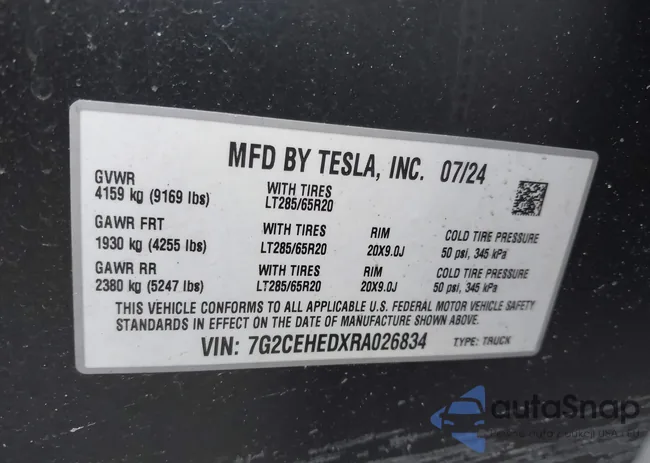 MFD BY TESLA, INC. 07/24
GVWR WITH TIRES
4159 kg (9169 lbs) LT285/65R20
GAWR FRT WITH TIRES RIM COLD TIRE PRESSURE
1930 kg (4255 lbs) LT285/65R20 20X9.0J 50 psi, 345 kPa
GAWR RR WITH TIRES RIM COLD TIRE PRESSURE
2380 kg (5247 lbs) LT285/65R20 20X9.0J 50 psi, 345 kPa
THIS VEHICLE CONFORMS TO ALL APPLICABLE U.S. FEDERAL MOTOR VEHICLE SAFETY
STANDARDS IN EFFECT ON THE DATE OF MANUFACTURE SHOWN ABOVE.
VIN: 7G2CEHEDXRA026834 TYPE: TRUCK
autoSnap